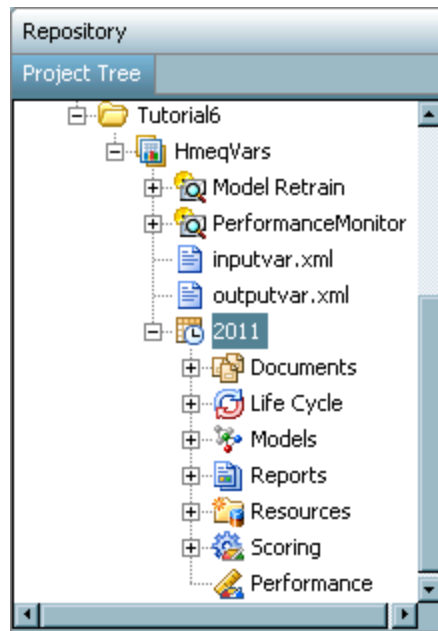 Repository
Project Tree
Tutorial6
HmeqVars
Model Retrain
PerformanceMonitor
inputvar.xml
outputvar.xml
2011
Documents
Life Cycle
Models
Reports
Resources
Scoring
Performance